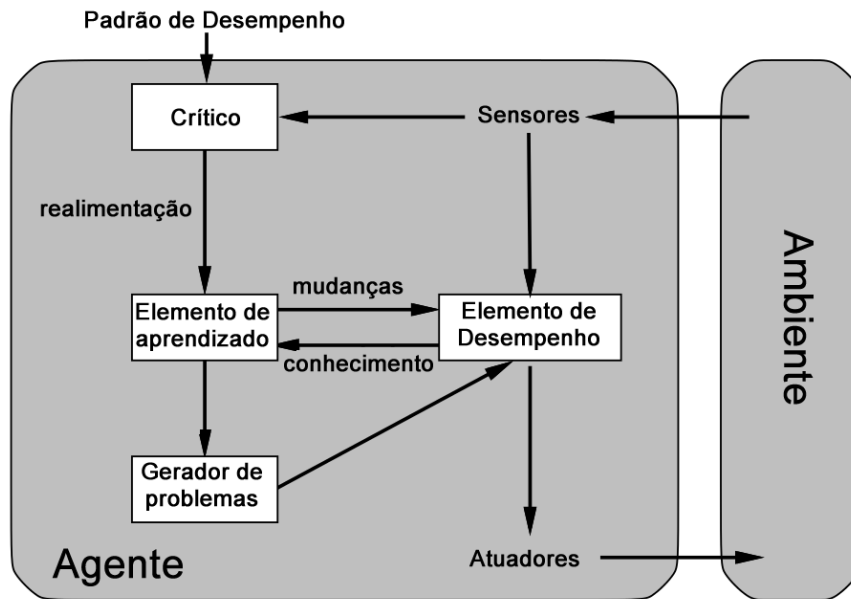 Padrão de Desempenho
Crítico
Sensores
realimentação
mudanças
Elemento de
aprendizado
Elemento de
Desempenho
conhecimento
Gerador de
problemas
Agente
Atuadores
Ambiente